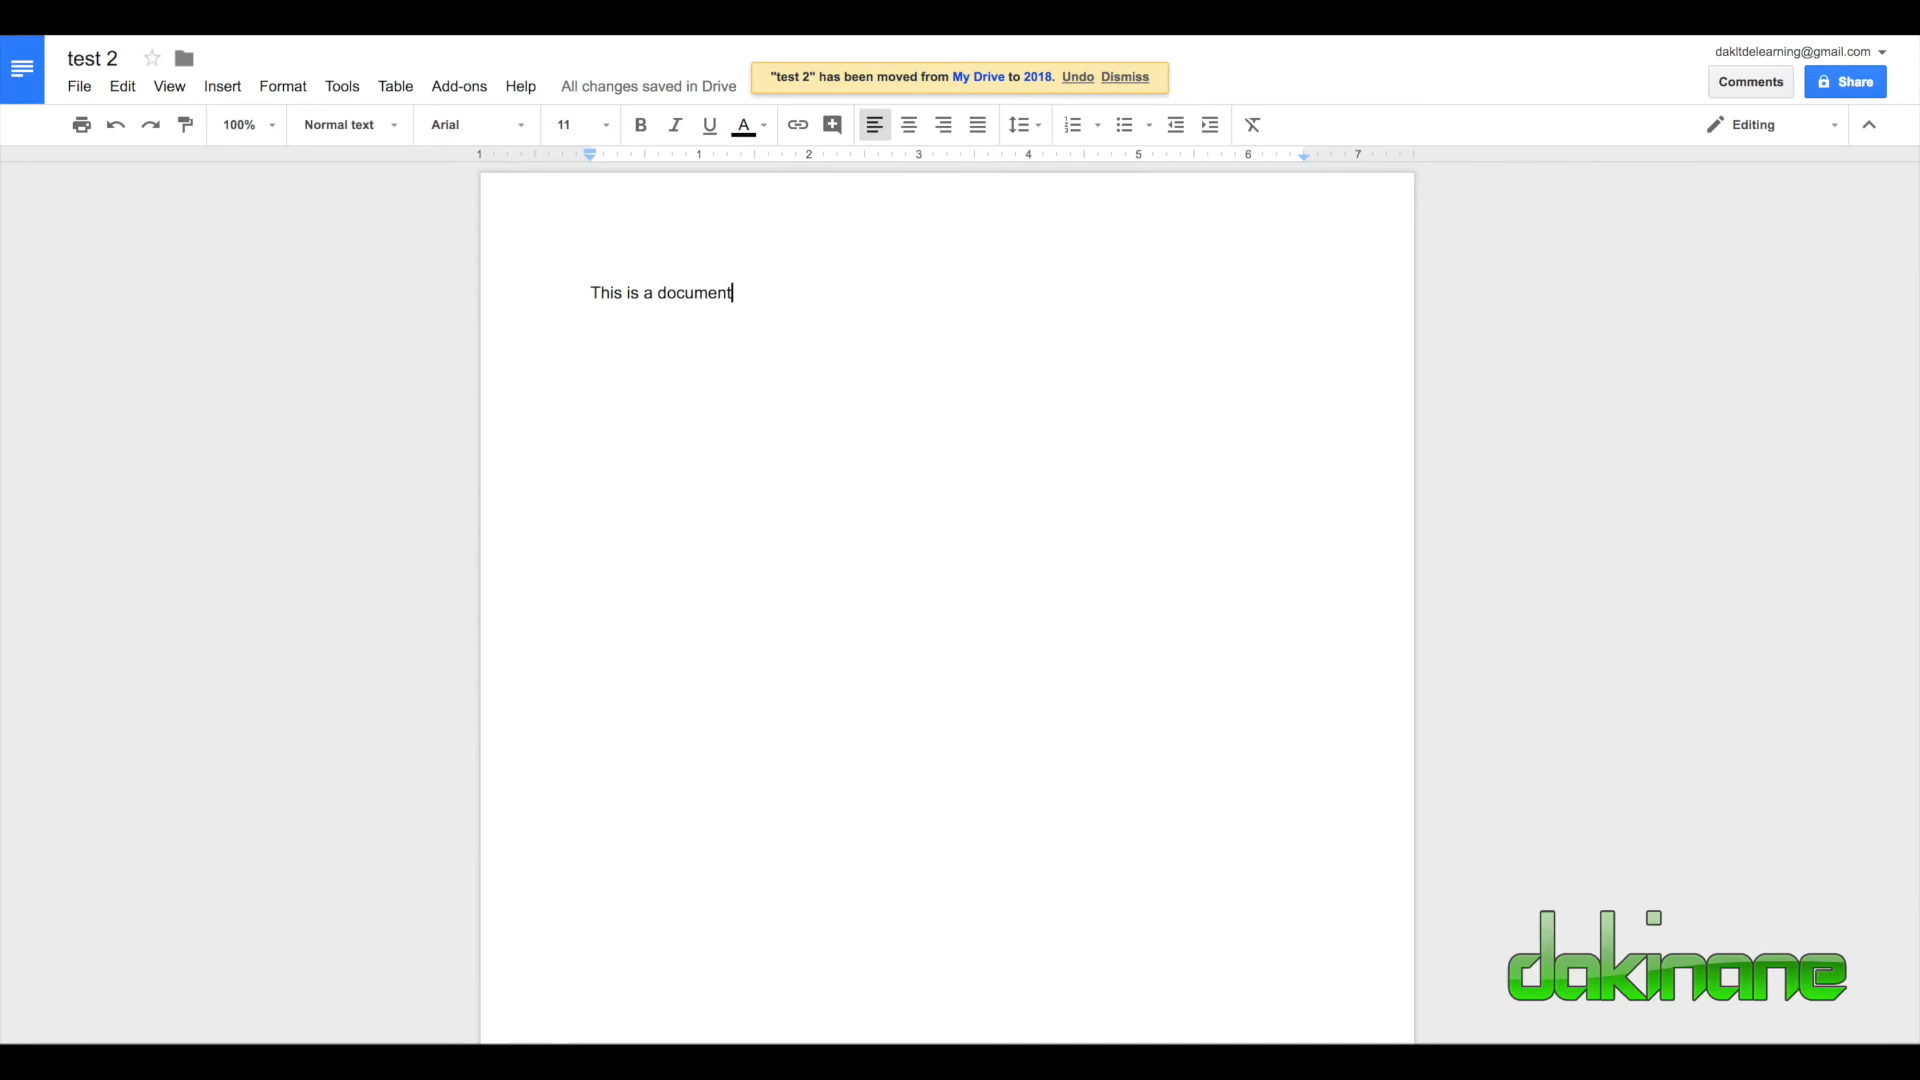 test 2
dakltdelearning@gmail.com
"test 2" has been moved from My Drive to 2018. Undo Dismiss
File Edit View Insert Format Tools Table Add-ons Help All changes saved in Drive
Comments Share
100% Normal text Arial 11 B I U A Editing
1 1 2 3 4 5 6 7
This is a document
dakinane